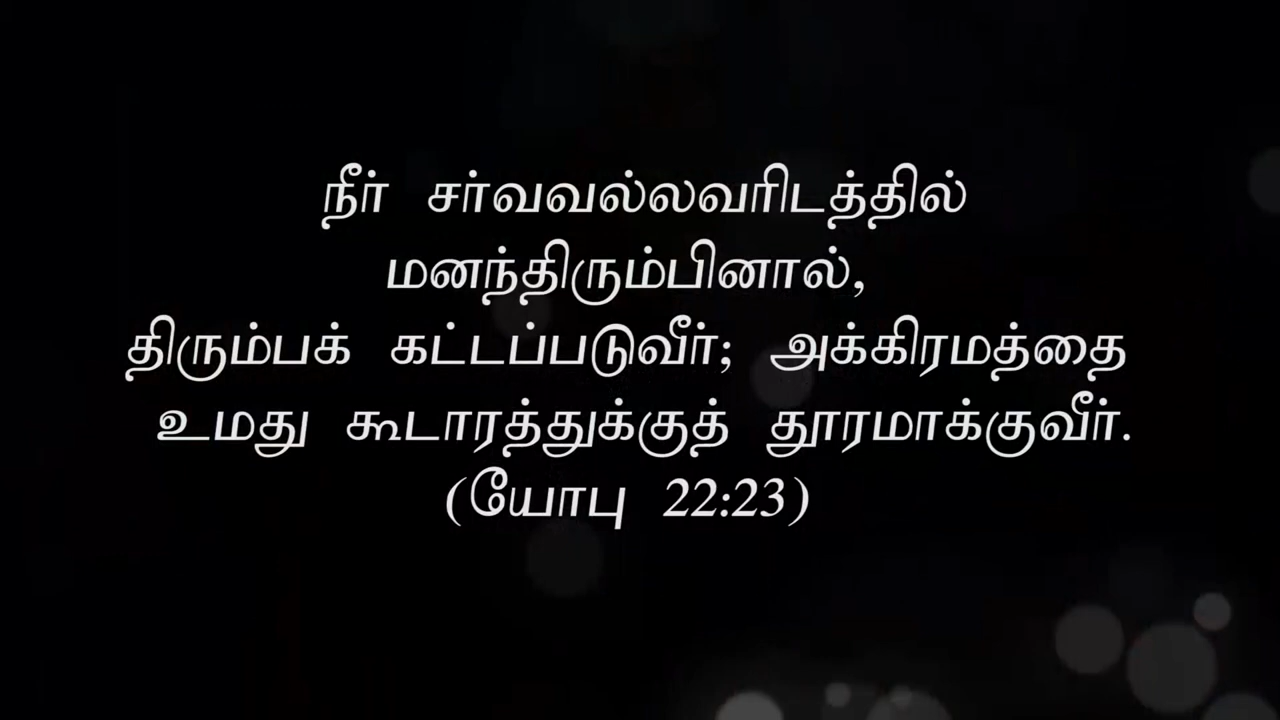 நீர் சர்வவல்லவரிடத்தில்
மனந்திரும்பினால்,
திரும்பக் கட்டப்படுவீர்; அக்கிரமத்தை
உமது கூடாரத்துக்குத் தூரமாக்குவீர்.
(யோபு 22:23)